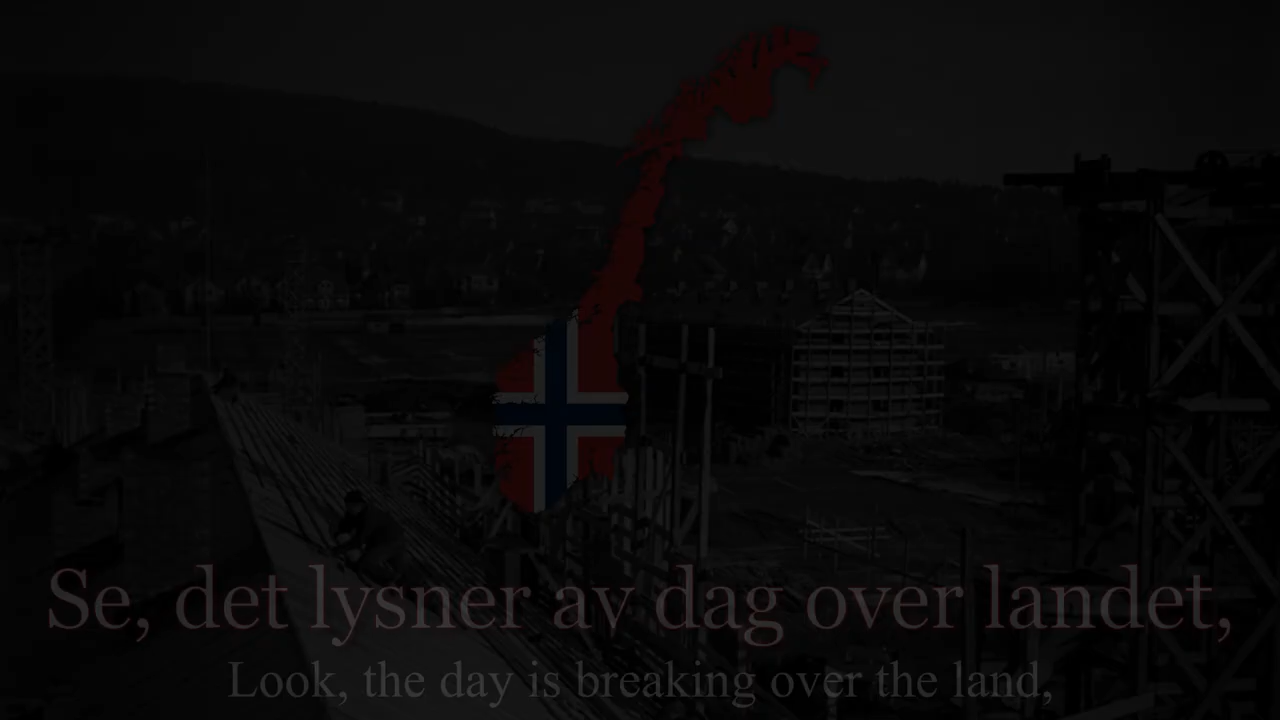 Se, det lysner av dag over landet,
Look, the day is breaking over the land,